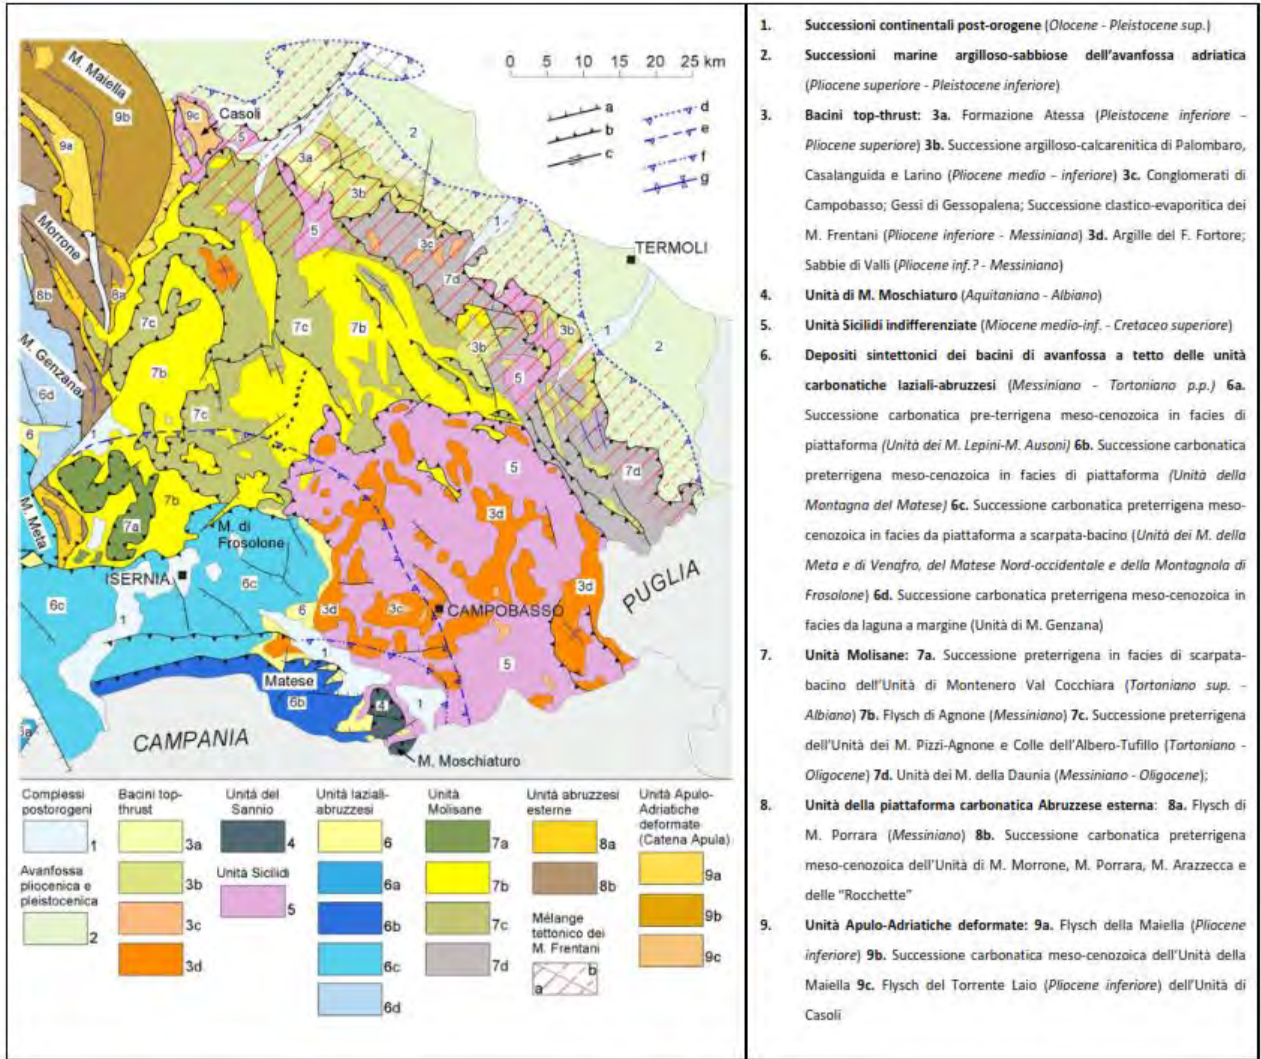 M. Maiella
9b
9c
Casoli
5
1
9a
3a
2
3b
0 5 10 15 20 25 km
a
b
c
d
e
f
g
Morrone
8b
8a
7c
5
3c
1
TERMOLI
7d
6
7c
7b
3b
3b
1
2
M. Genzana
6d
7b
7c
5
6
1
5
7d
M. Meta
7b
7a
M. di
Frosolone
3d
ISERNIA
6c
6c
3d
PUGLIA
6
3d
3c
CAMPOBASSO
1
1
5
Matese
6b
4
1
6a
CAMPANIA
M. Moschiaturo
Complessi
postorogeni
1
Avanfossa
pliocenica e
pleistocenica
2
Bacini top-
thrust
3a
3b
3c
3d
Unità del
Sannio
4
Unità Sicilidi
5
Unità laziali-
abruzzesi
6
6a
6b
6c
6d
Unità
Molisane
7a
7b
7c
7d
Unità abruzzesi
esterne
8a
8b
Mélange
tettonico dei
M. Frentani
a
b
Unità Apulo-
Adriatiche
deformate
(Catena Apula)
9a
9b
9c
1. Successioni continentali post-orogene (Olocene - Pleistocene sup.)
2. Successioni marine argilloso-sabbiose dell'avanfossa adriatica
(Pliocene superiore - Pleistocene inferiore)
3. Bacini top-thrust: 3a. Formazione Atessa (Pleistocene inferiore -
Pliocene superiore) 3b. Successione argilloso-calcarenitica di Palombaro,
Casalanguida e Larino (Pliocene medio - inferiore) 3c. Conglomerati di
Campobasso; Gessi di Gessopalena; Successione clastico-evaporitica dei
M. Frentani (Pliocene inferiore - Messiniano) 3d. Argille del F. Fortore;
Sabbie di Valli (Pliocene inf.? - Messiniano)
4. Unità di M. Moschiaturo (Aquitaniano - Albiano)
5. Unità Sicilidi indifferenziate (Miocene medio-inf. - Cretaceo superiore)
6. Depositi sintettonici dei bacini di avanfossa a tetto delle unità
carbonatiche laziali-abruzzesi (Messiniano - Tortoniano p.p.) 6a.
Successione carbonatica pre-terrigena meso-cenozoica in facies di
piattaforma (Unità dei M. Lepini-M. Ausoni) 6b. Successione carbonatica
preterrigena meso-cenozoica in facies di piattaforma (Unità della
Montagna del Matese) 6c. Successione carbonatica preterrigena meso-
cenozoica in facies da piattaforma a scarpata-bacino (Unità dei M. della
Meta e di Venafro, del Matese Nord-occidentale e della Montagnola di
Frosolone) 6d. Successione carbonatica preterrigena meso-cenozoica in
facies da laguna a margine (Unità di M. Genzana)
7. Unità Molisane: 7a. Successione preterrigena in facies di scarpata-
bacino dell'Unità di Montenero Val Cocchiara (Tortoniano sup. -
Albiano) 7b. Flysch di Agnone (Messiniano) 7c. Successione preterrigena
dell'Unità dei M. Pizzi-Agnone e Colle dell'Albero-Tufillo (Tortoniano -
Oligocene) 7d. Unità dei M. della Daunia (Messiniano - Oligocene);
8. Unità della piattaforma carbonatica Abruzzese esterna: 8a. Flysch di
M. Porrara (Messiniano) 8b. Successione carbonatica preterrigena
meso-cenozoica dell'Unità di M. Morrone, M. Porrara, M. Arazzecca e
delle "Rocchette"
9. Unità Apulo-Adriatiche deformate: 9a. Flysch della Maiella (Pliocene
inferiore) 9b. Successione carbonatica meso-cenozoica dell'Unità della
Maiella 9c. Flysch del Torrente Laio (Pliocene inferiore) dell'Unità di
Casoli